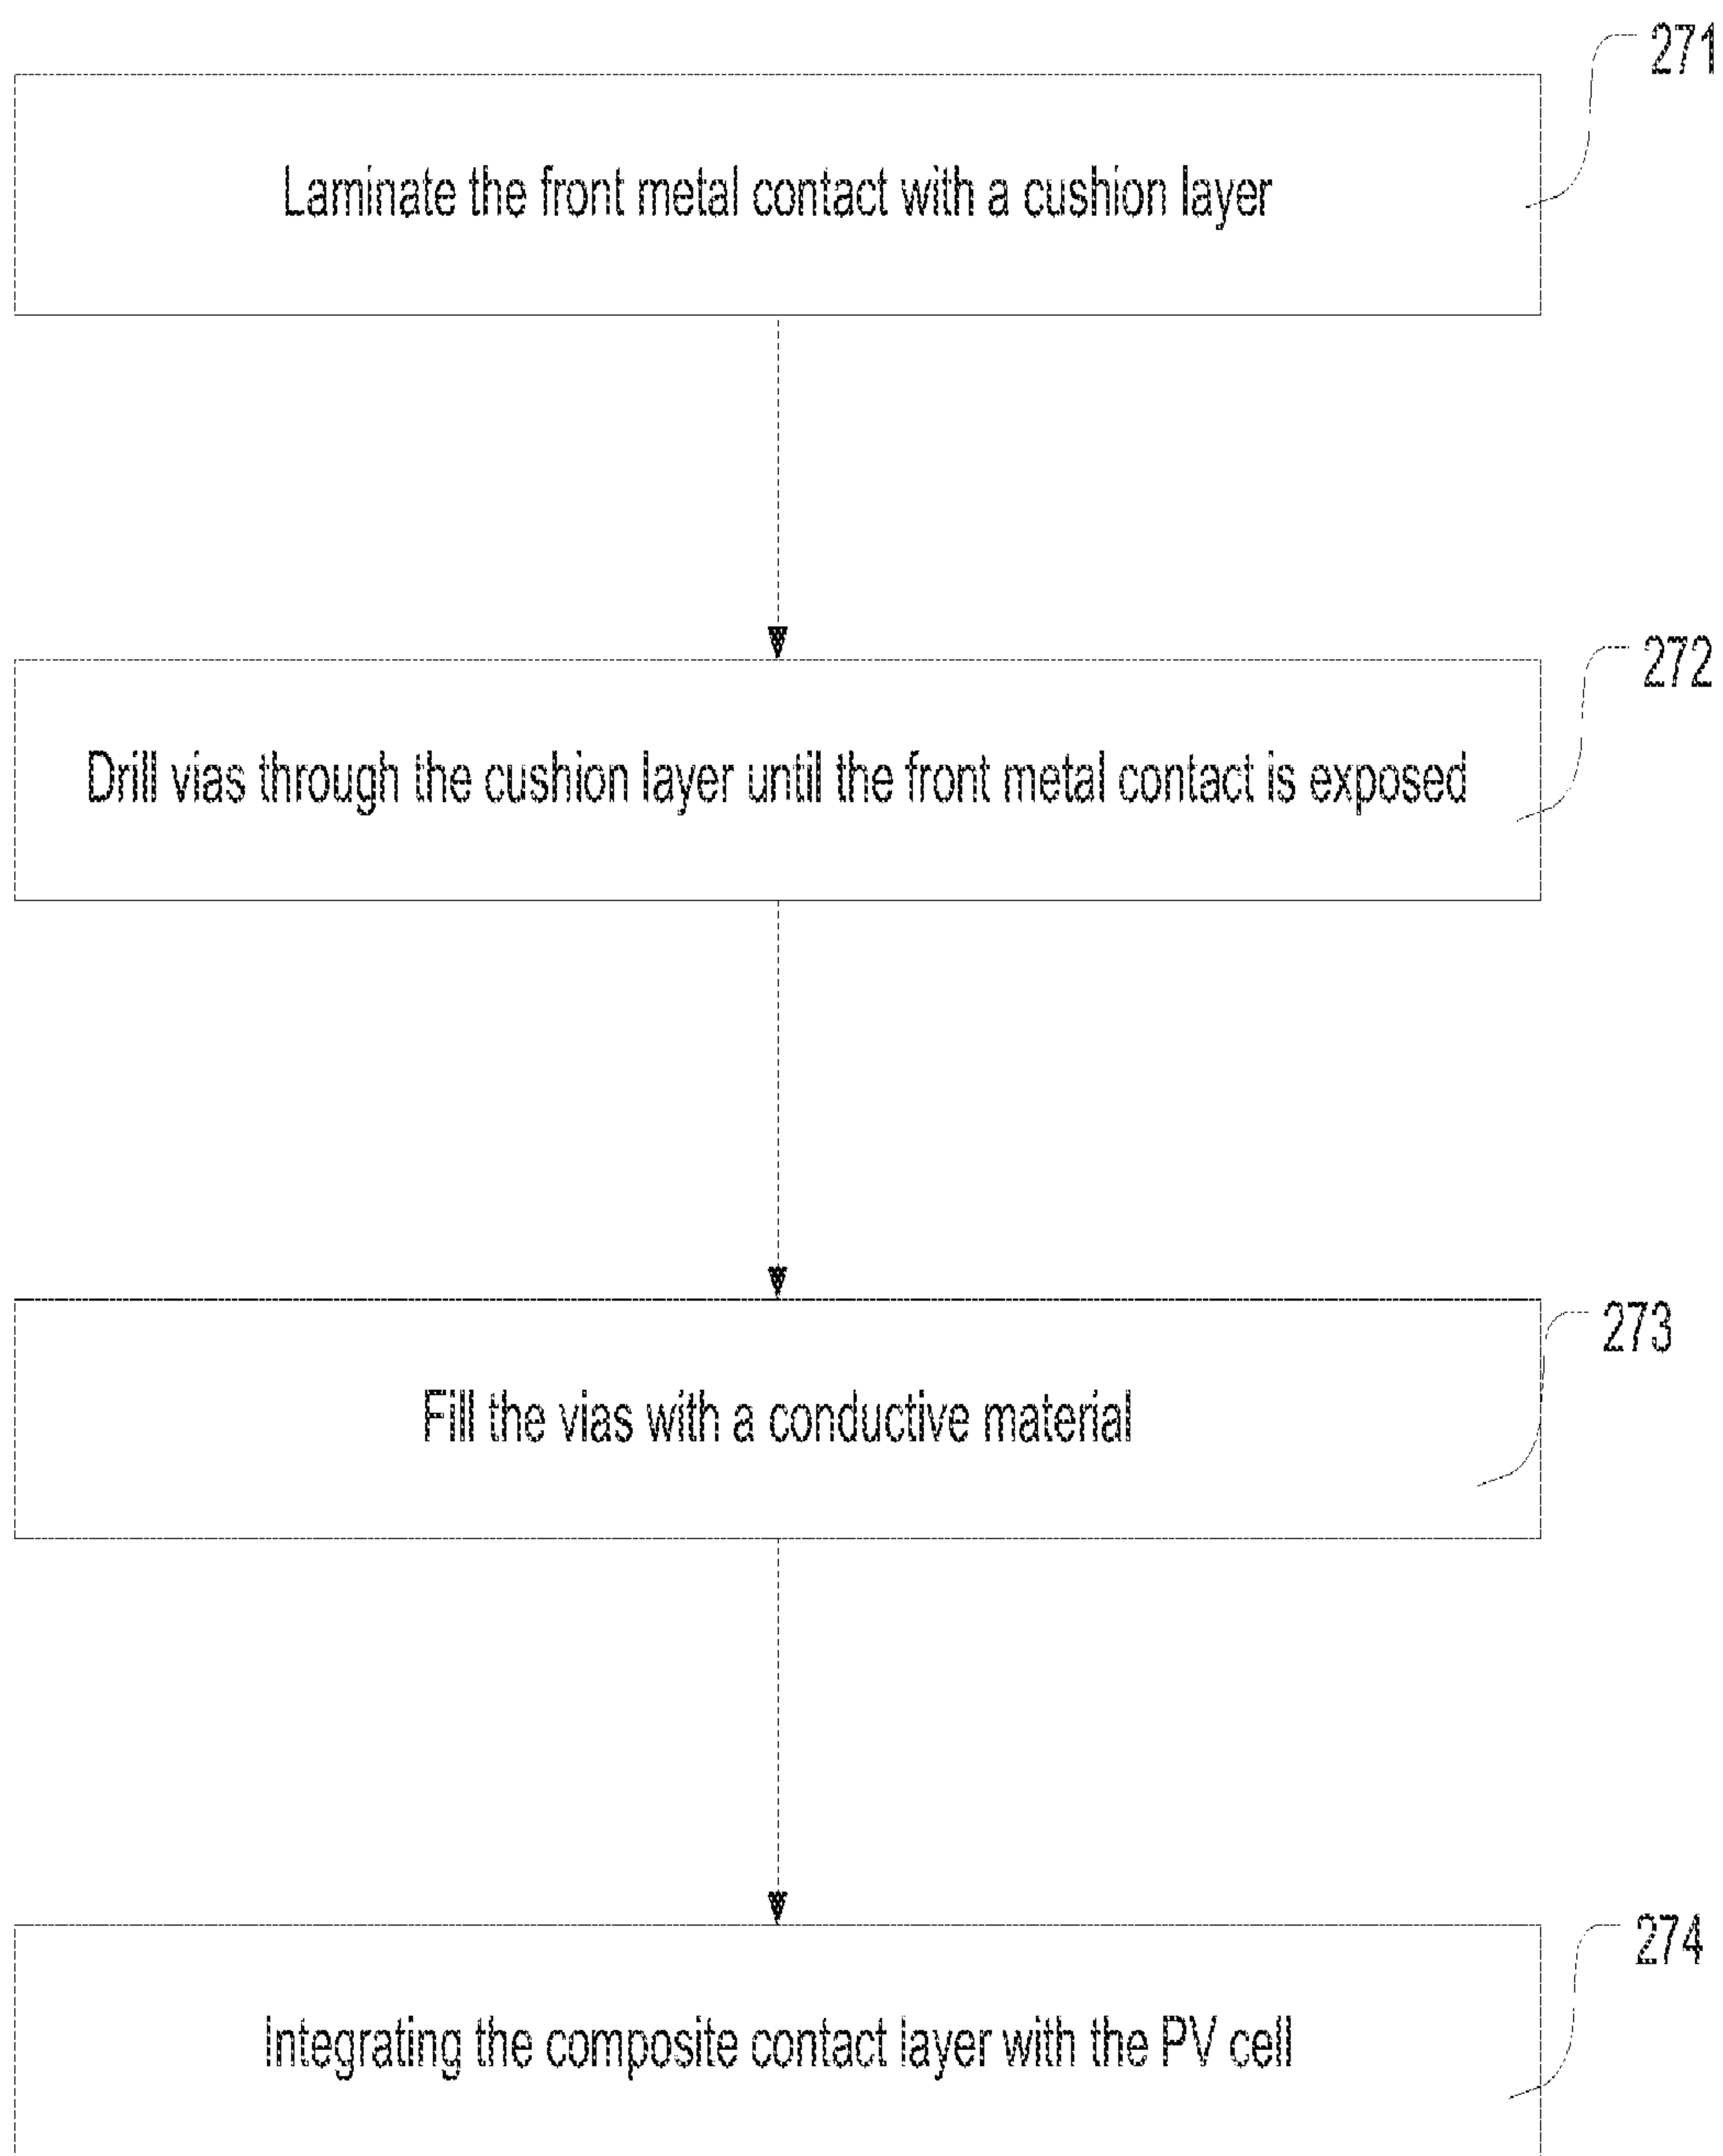 271
Laminate the front metal contact with a cushion layer
272
Drill vias through the cushion layer until the front metal contact is exposed
273
Fill the vias with a conductive material
274
Integrating the composite contact layer with the PV cell